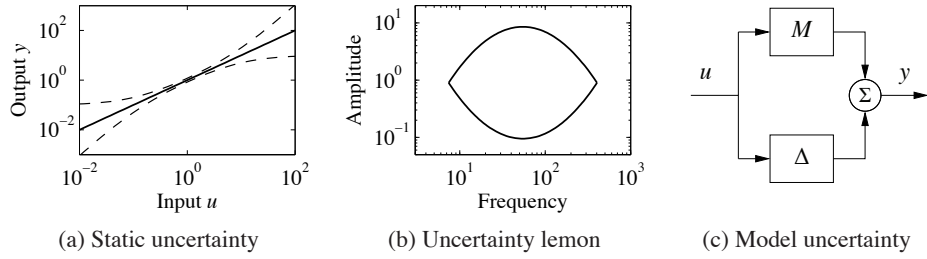 Output y
10^2
10^0
10^{-2}
10^{-2}
10^0
10^2
Input u
(a) Static uncertainty
Amplitude
10^1
10^0
10^{-1}
10^1
10^2
10^3
Frequency
(b) Uncertainty lemon
M
u
Σ
y
Δ
(c) Model uncertainty